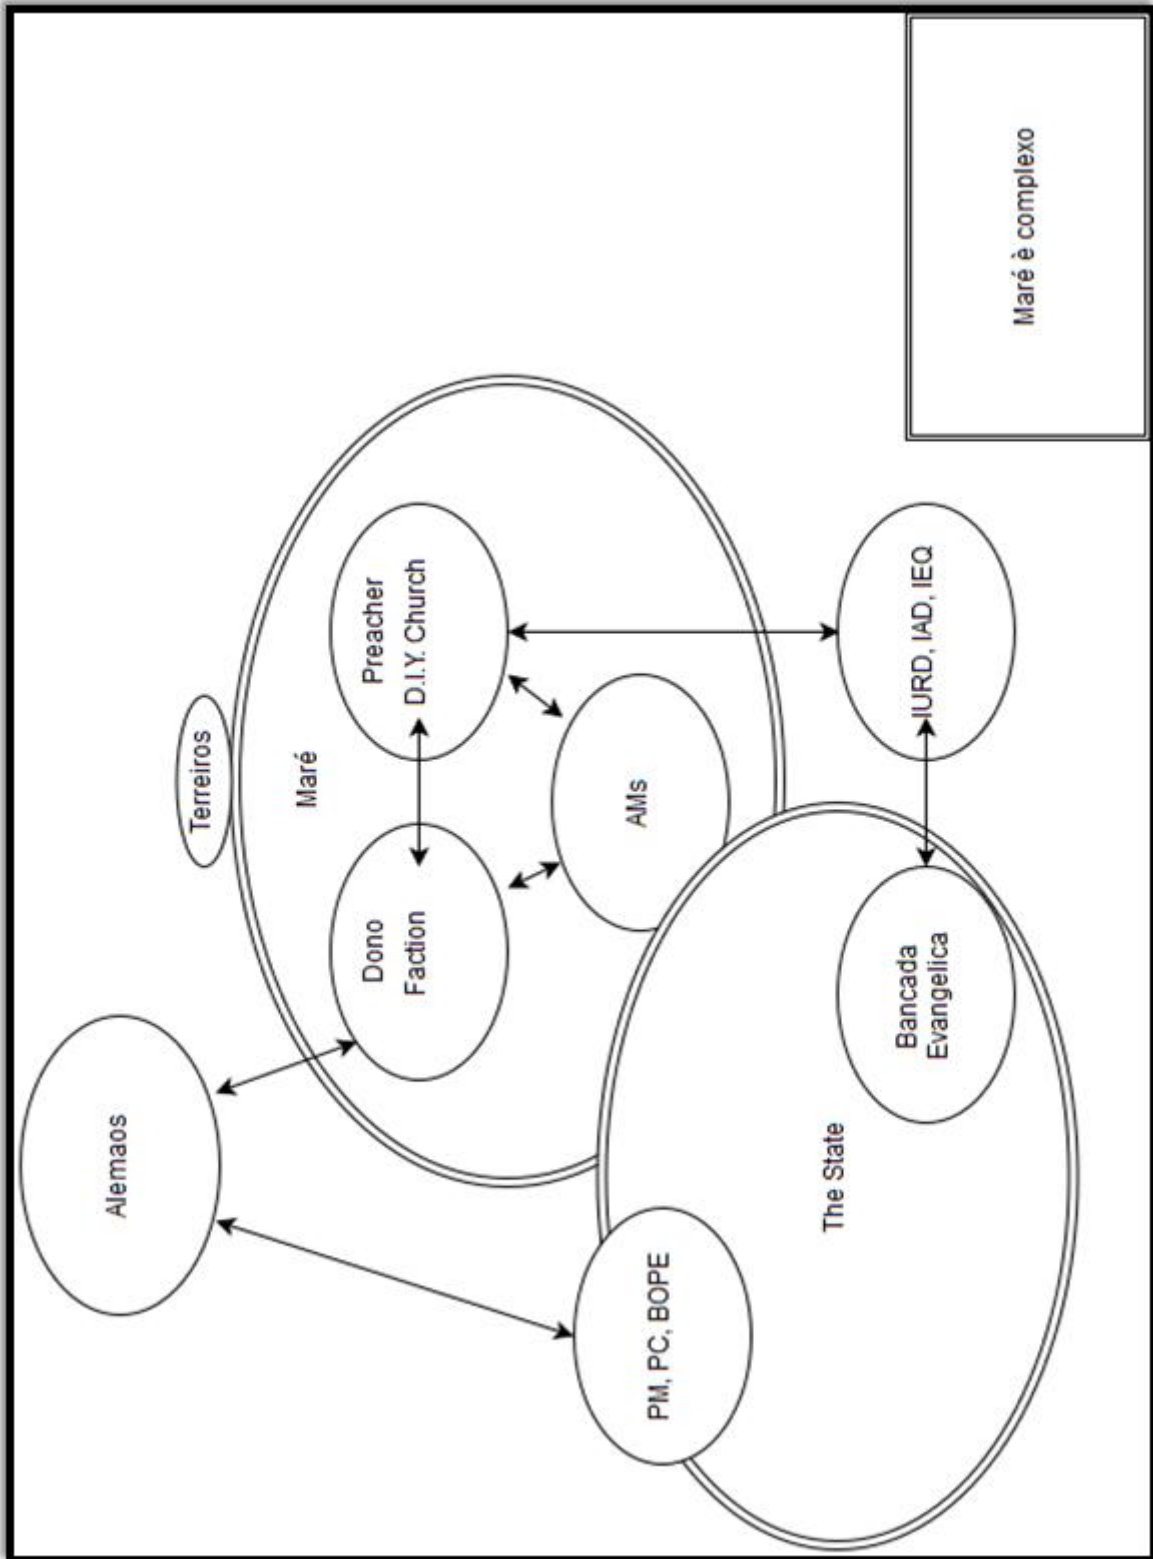 Alemaos
Terreiros
Maré
Dono
Faction
Preacher
D.I.Y. Church
AMs
PM, PC, BOPE
The State
Bancada
Evangelica
IURD, IAD, IEQ
Maré è complexo